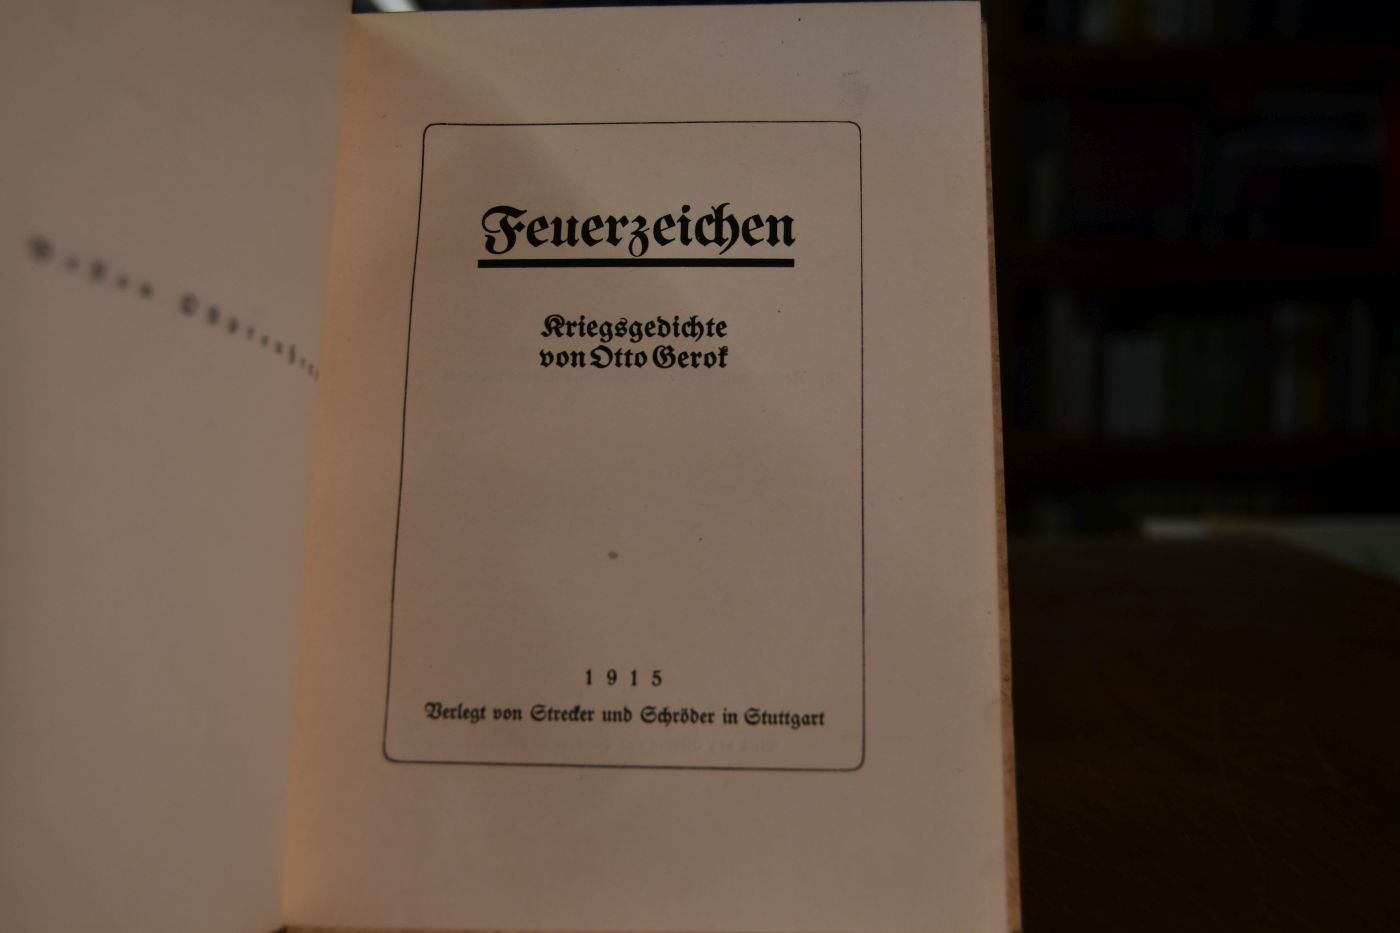 Feuerzeichen
Kriegsgedichte
von Otto Gerok
1915
Verlegt von Strecker und Schröder in Stuttgart